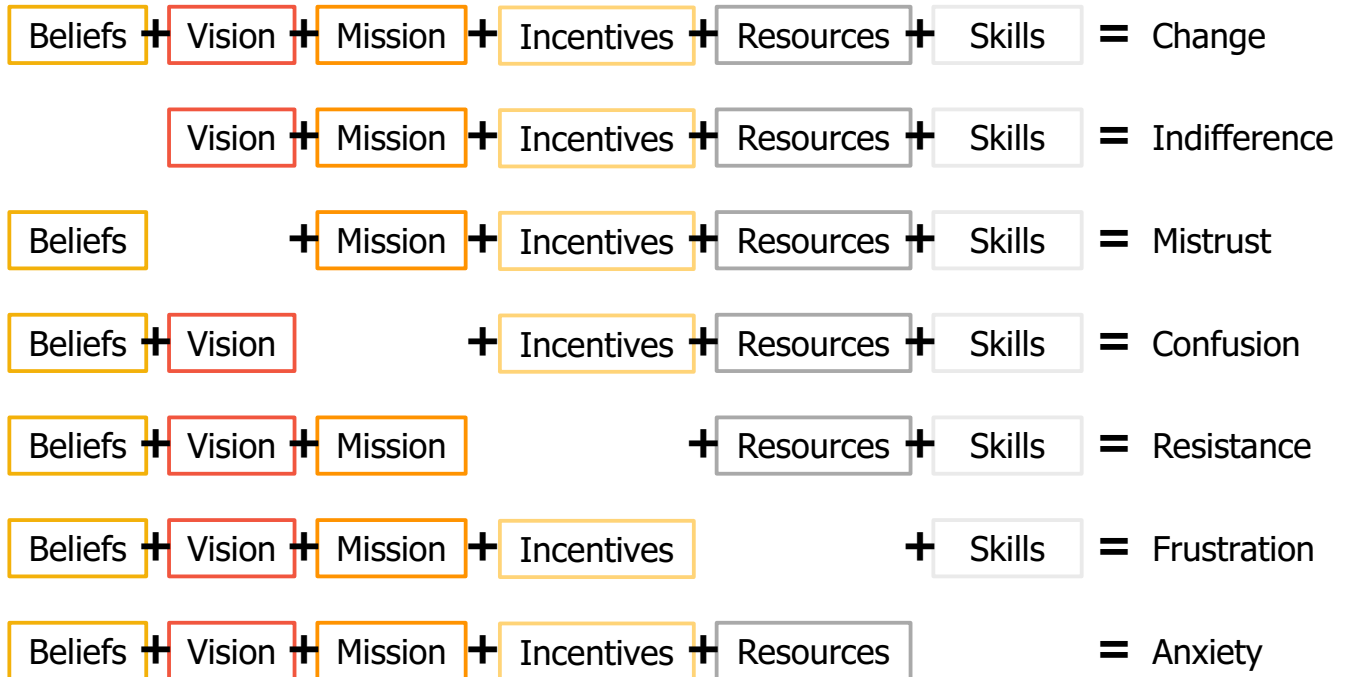 Beliefs + Vision + Mission + Incentives + Resources + Skills = Change
Vision + Mission + Incentives + Resources + Skills = Indifference
Beliefs + Mission + Incentives + Resources + Skills = Mistrust
Beliefs + Vision + Incentives + Resources + Skills = Confusion
Beliefs + Vision + Mission + Resources + Skills = Resistance
Beliefs + Vision + Mission + Incentives + Skills = Frustration
Beliefs + Vision + Mission + Incentives + Resources = Anxiety